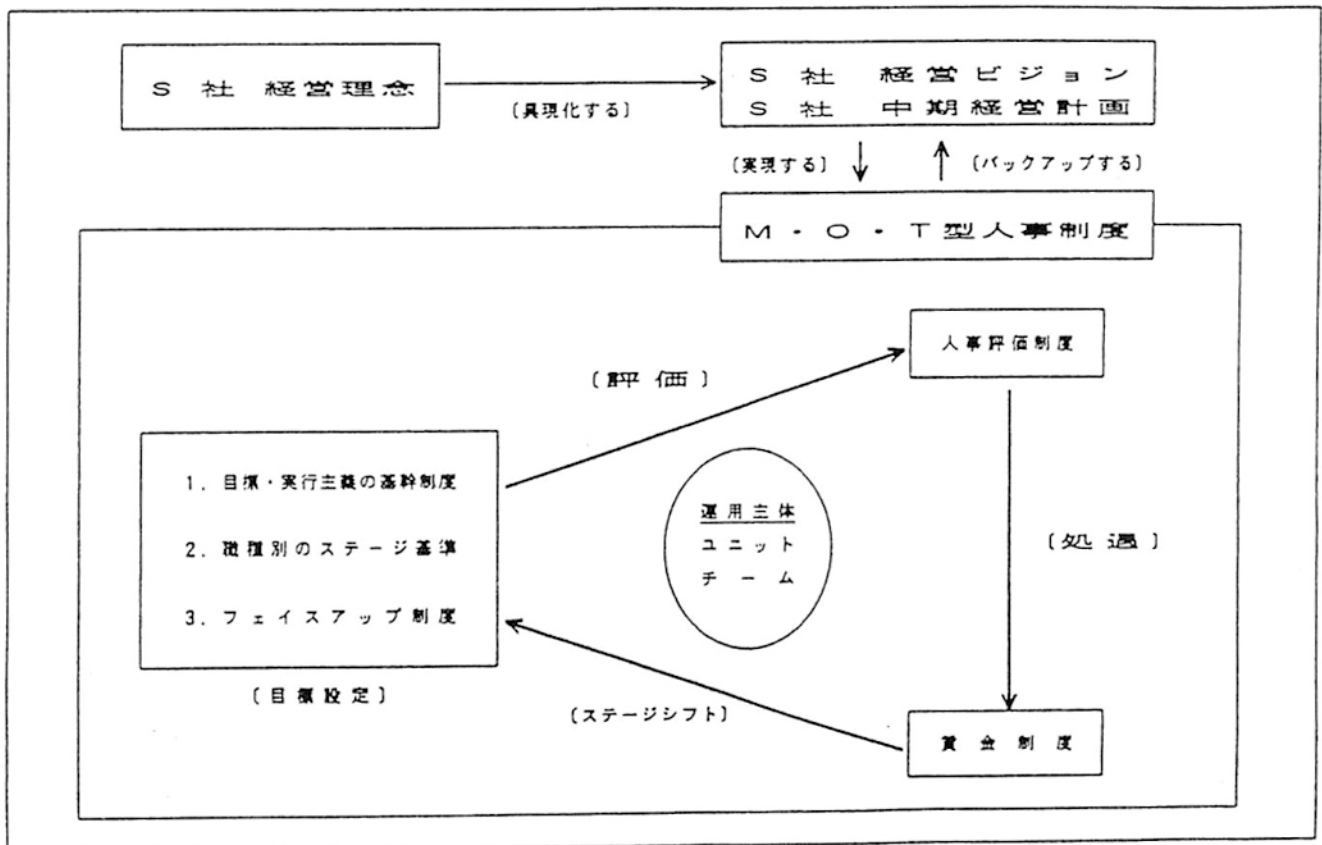 S社 経営理念
〔具現化する〕
S社 経営ビジョン
S社 中期経営計画
〔実現する〕
〔バックアップする〕
M・O・T型人事制度
人事評価制度
〔評価〕
1. 目標・実行主義の基幹制度
2. 職種別のステージ基準
3. フェイスアップ制度
〔目標設定〕
運用主体
ユニット
チーム
〔処遇〕
〔ステージシフト〕
賃金制度